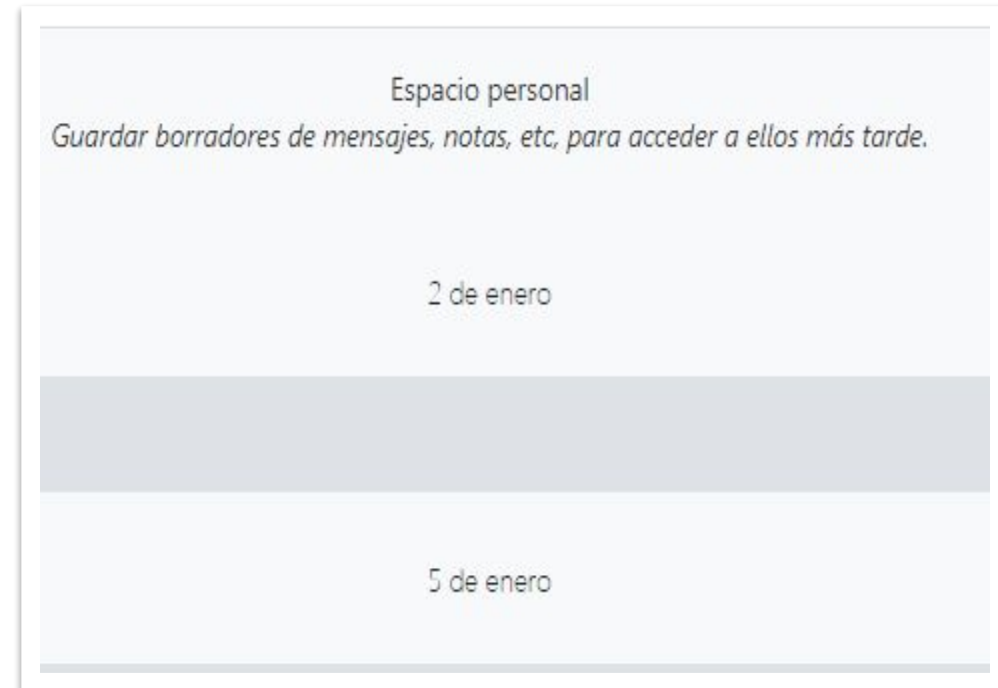 Espacio personal
Guardar borradores de mensajes, notas, etc, para acceder a ellos más tarde.
2 de enero
5 de enero